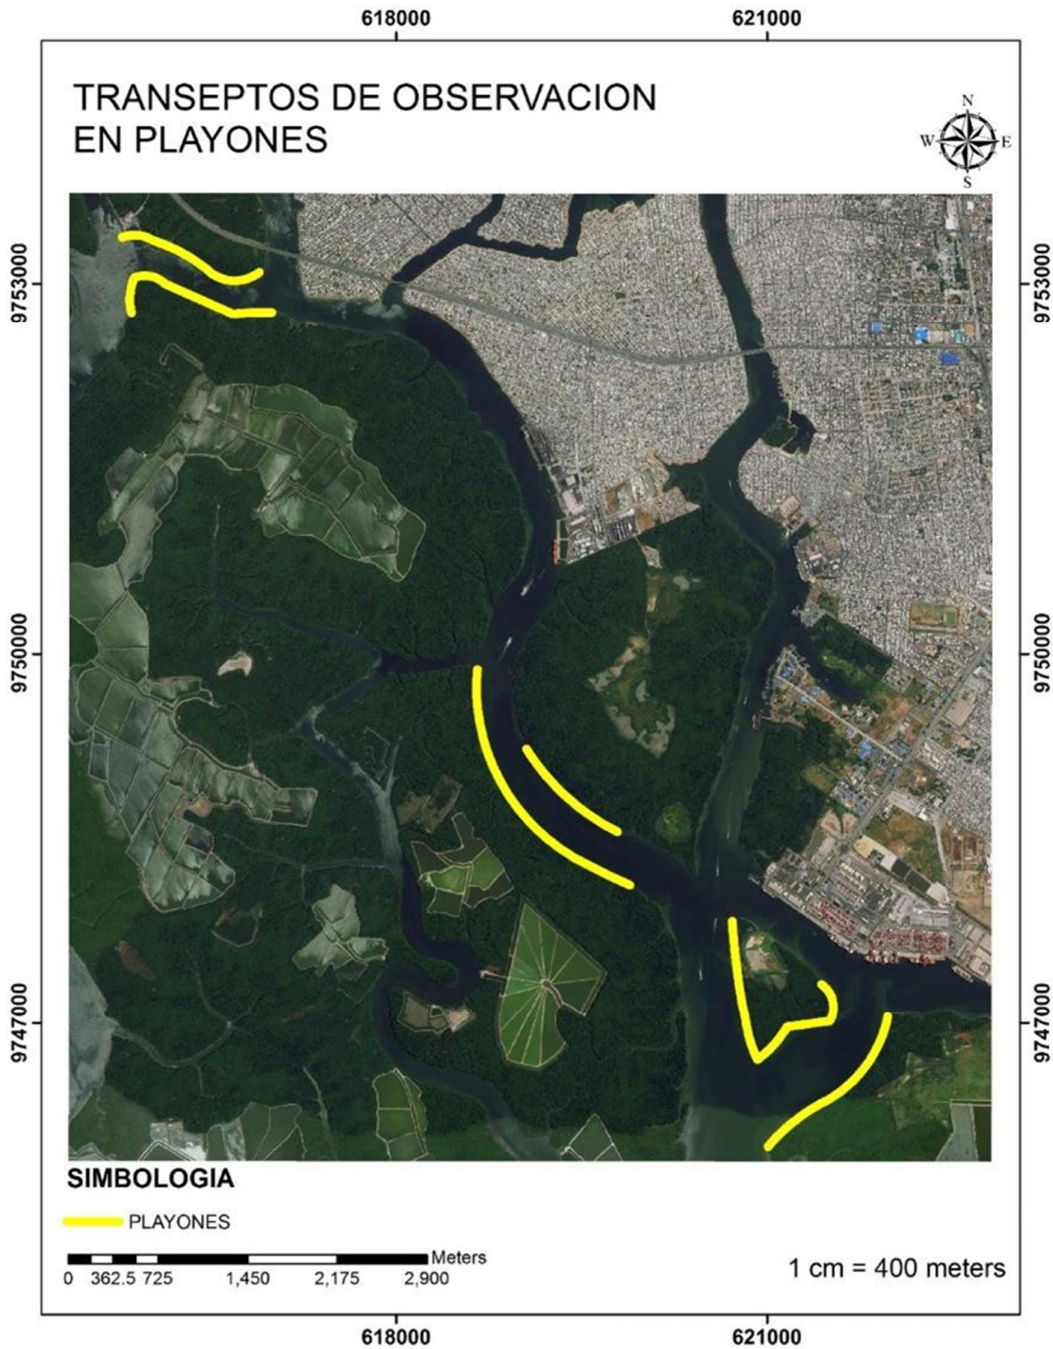 618000 621000
TRANSEPTOS DE OBSERVACION
EN PLAYONES
N
W E
S
9753000 9753000
9750000 9750000
9747000 9747000
SIMBOLOGIA
PLAYONES
Meters
0 362.5 725 1,450 2,175 2,900
1 cm = 400 meters
618000 621000